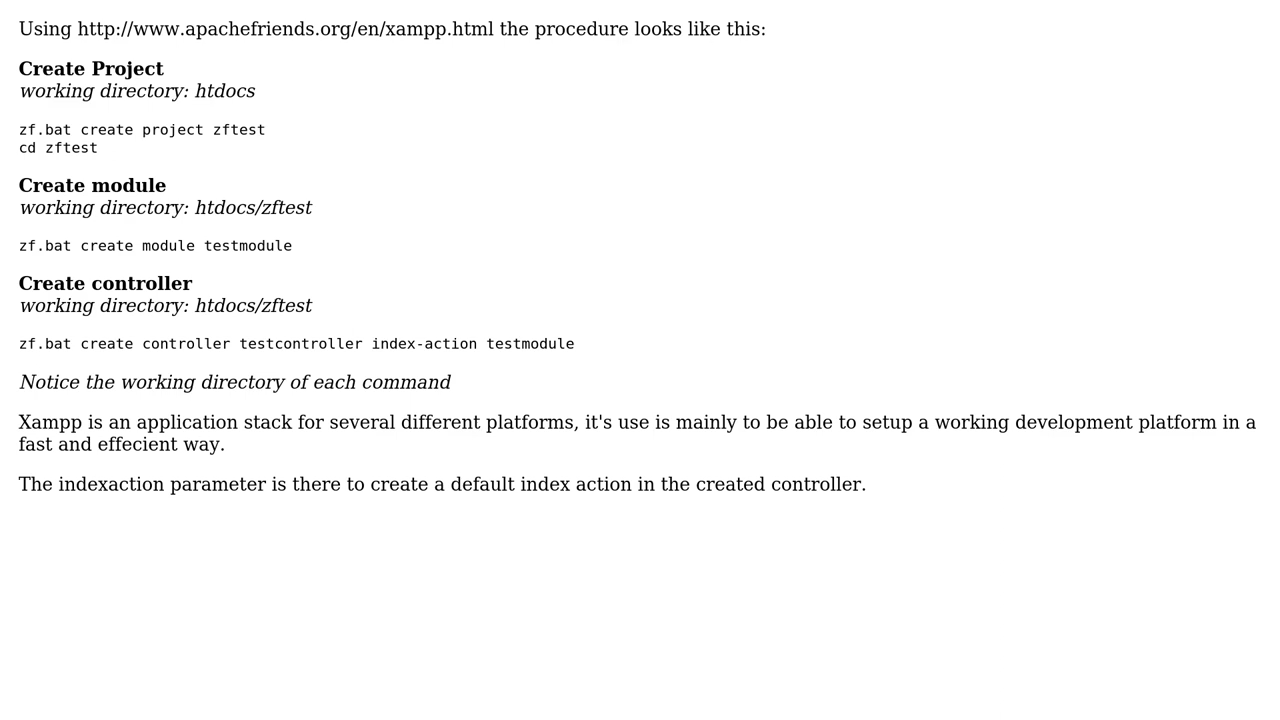 Using http://www.apachefriends.org/en/xampp.html the procedure looks like this:
Create Project
working directory: htdocs
zf.bat create project zftest
cd zftest
Create module
working directory: htdocs/zftest
zf.bat create module testmodule
Create controller
working directory: htdocs/zftest
zf.bat create controller testcontroller index-action testmodule
Notice the working directory of each command
Xampp is an application stack for several different platforms, it's use is mainly to be able to setup a working development platform in a
fast and effecient way.
The indexaction parameter is there to create a default index action in the created controller.